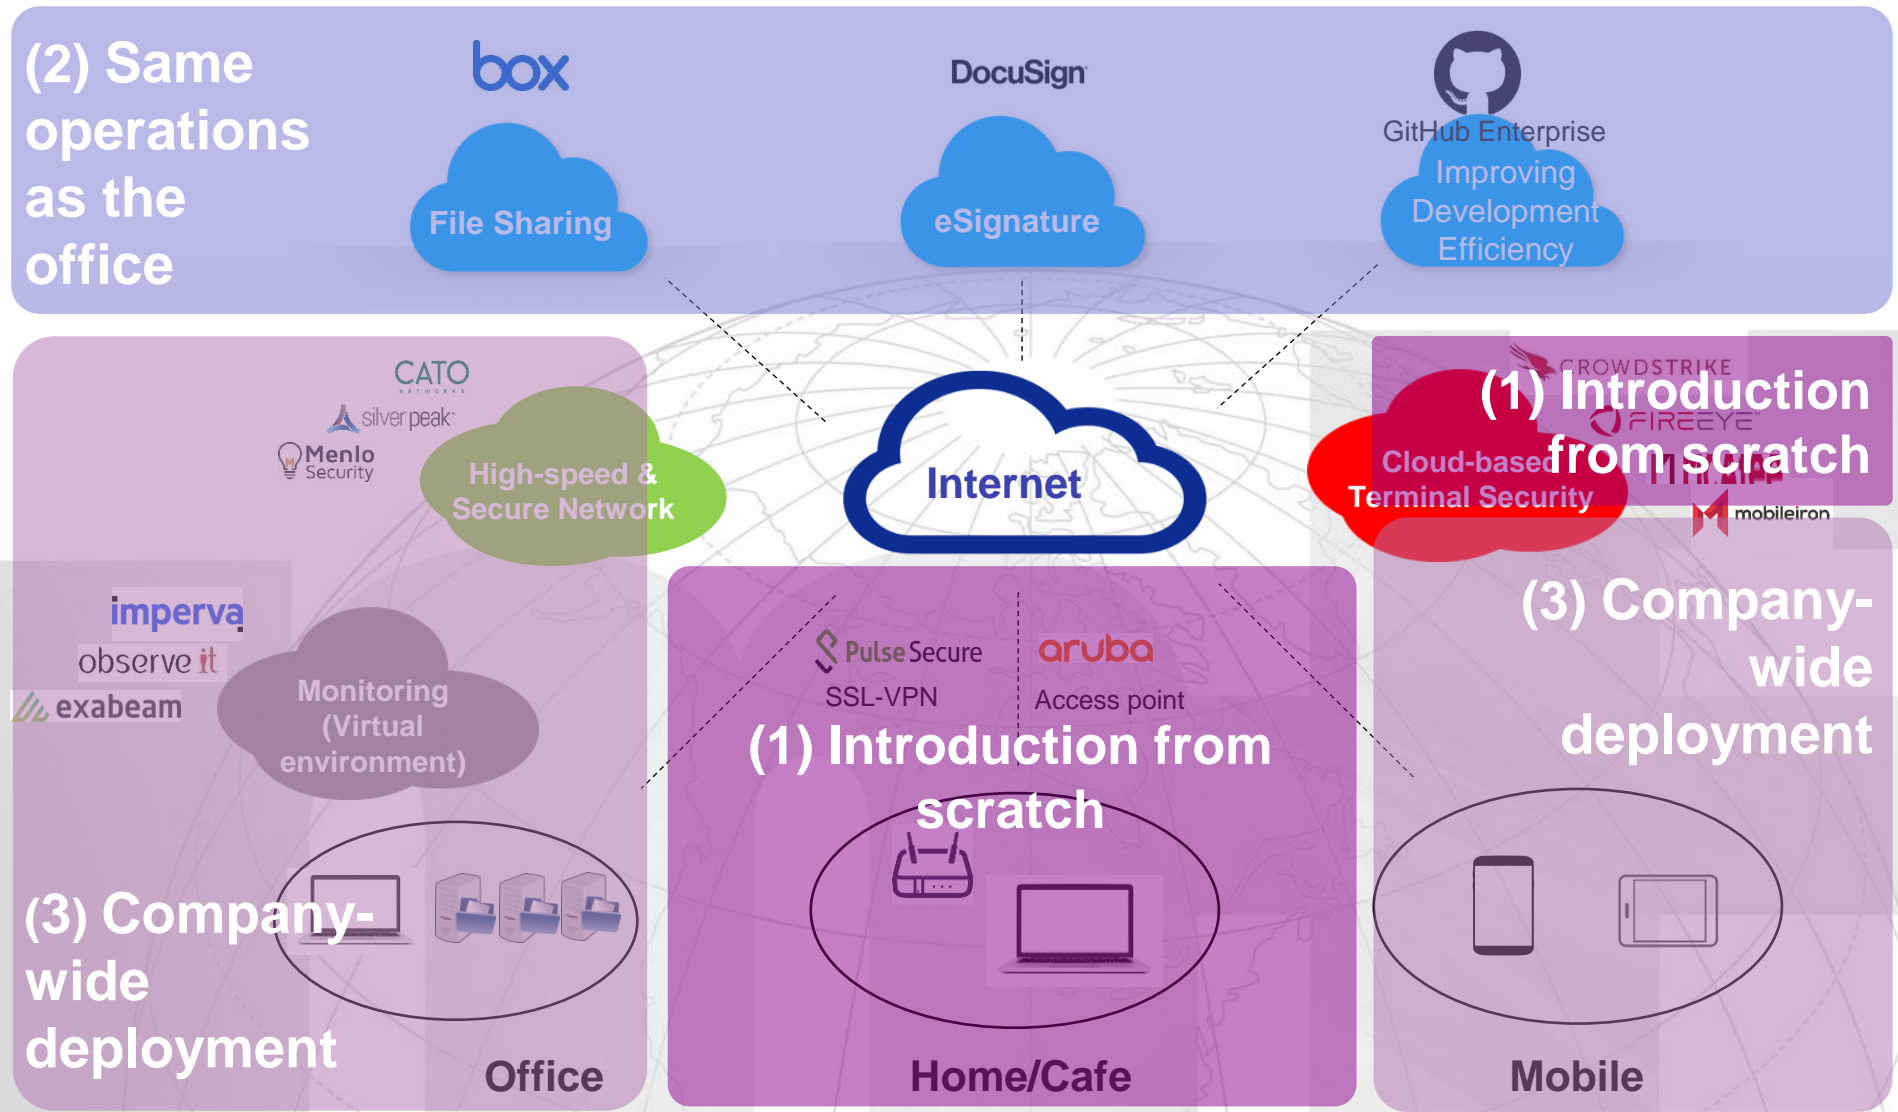 (2) Same
operations
as the
office
box
DocuSign
GitHub Enterprise
File Sharing
eSignature
Improving
Development
Efficiency
CATO
NETWORKS
silver peak
Menlo
Security
High-speed &
Secure Network
Internet
CROWDSTRIKE
(1) Introduction
FIREEYE
from scratch
Cloud-based
Terminal Security
mobileiron
imperva
observe it
exabeam
Monitoring
(Virtual
environment)
Pulse Secure
SSL-VPN
aruba
Access point
(1) Introduction from
scratch
(3) Company-
wide
deployment
(3) Company-
wide
deployment
Office
Home/Cafe
Mobile